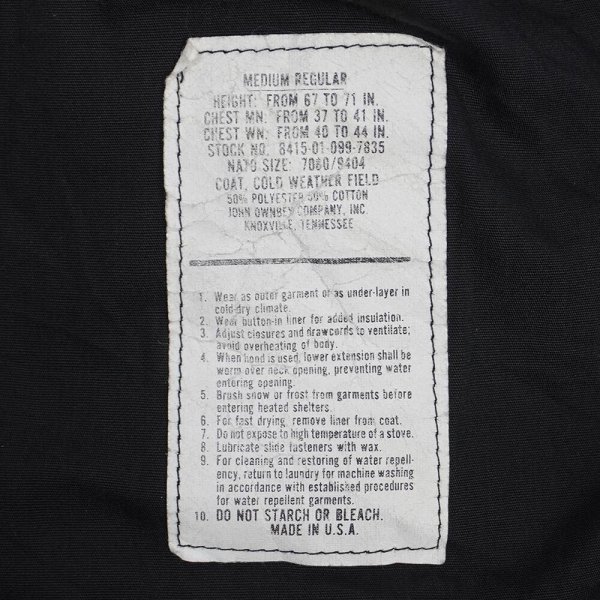 MEDIUM REGULAR
HEIGHT: FROM 67 TO 71 IN.
CHEST MN: FROM 37 TO 41 IN.
CHEST WN: FROM 40 TO 44 IN.
STOCK NO. 8415-01-099-7835
NATO SIZE: 7080/9404
COAT, COLD WEATHER FIELD
50% POLYESTER 50% COTTON
JOHN OWNBEY COMPANY, INC.
KNOXVILLE, TENNESSEE
1. Wear as outer garment or as under-layer in
cold-dry climate.
2. Wear button-in liner for added insulation.
3. Adjust closures and drawcords to ventilate;
avoid overheating of body.
4. When hood is used, lower extension shall be
worn over neck opening, preventing water
entering opening.
5. Brush snow or frost from garments before
entering heated shelters.
6. For fast drying, remove liner from coat.
7. Do not expose to high temperature of a stove.
8. Lubricate slide fasteners with wax.
9. For cleaning and restoring of water repell-
ency, return to laundry for machine washing
in accordance with established procedures
for water repellent garments.
10. DO NOT STARCH OR BLEACH.
MADE IN U.S.A.